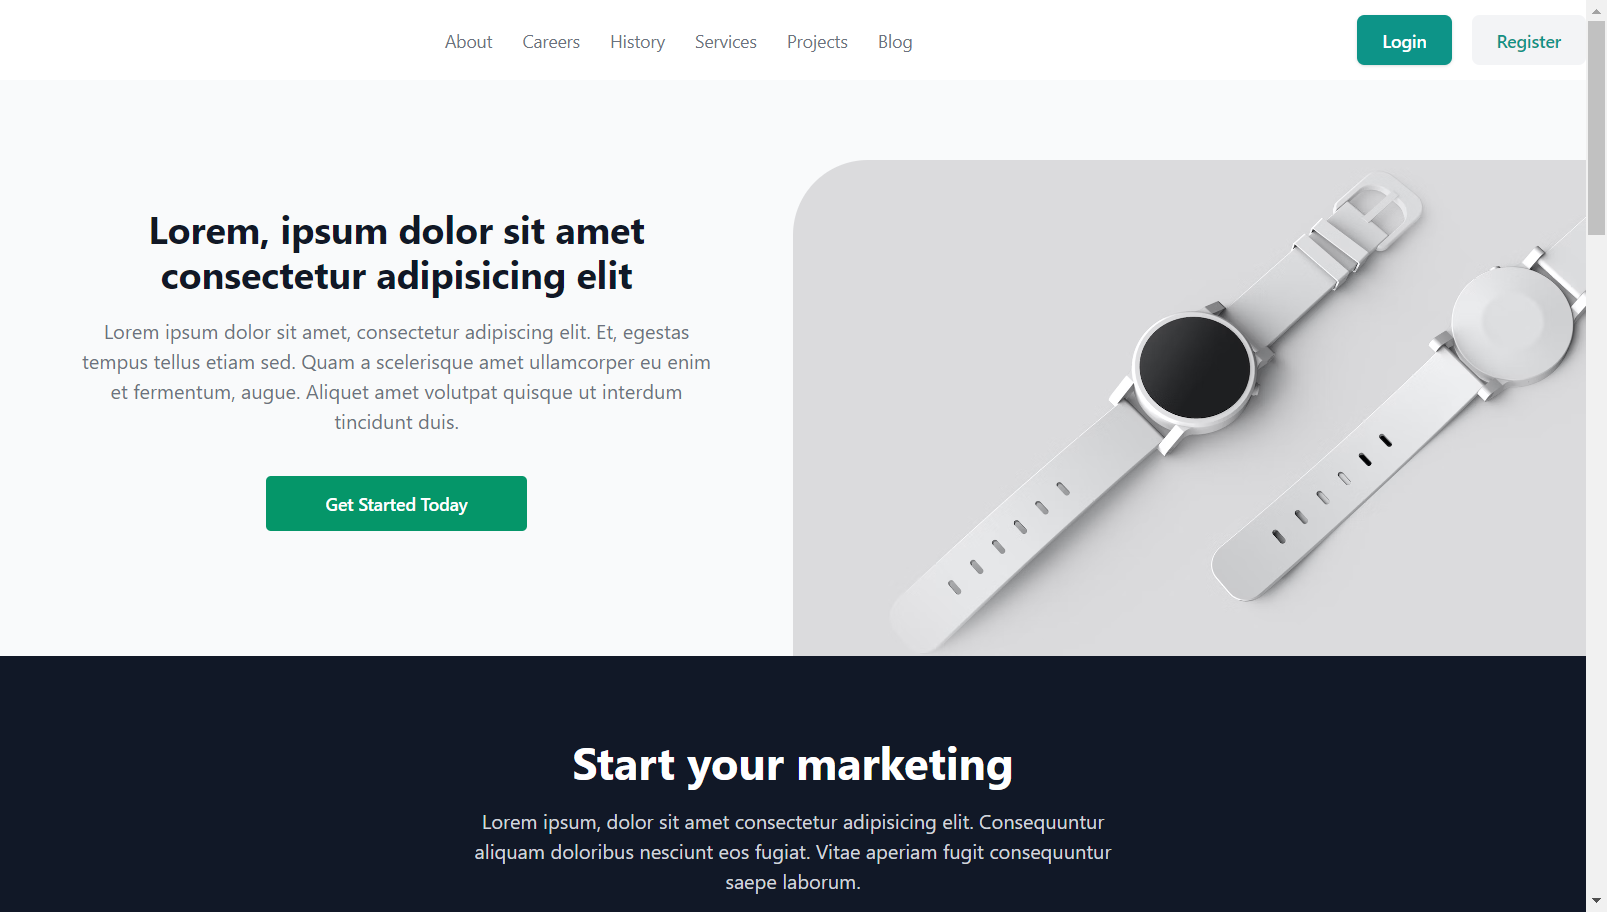 About Careers History Services Projects Blog Login Register
Lorem, ipsum dolor sit amet
consectetur adipisicing elit
Lorem ipsum dolor sit amet, consectetur adipiscing elit. Et, egestas
tempus tellus etiam sed. Quam a scelerisque amet ullamcorper eu enim
et fermentum, augue. Aliquet amet volutpat quisque ut interdum
tincidunt duis.
Get Started Today
Start your marketing
Lorem ipsum, dolor sit amet consectetur adipisicing elit. Consequuntur
aliquam doloribus nesciunt eos fugiat. Vitae aperiam fugit consequuntur
saepe laborum.